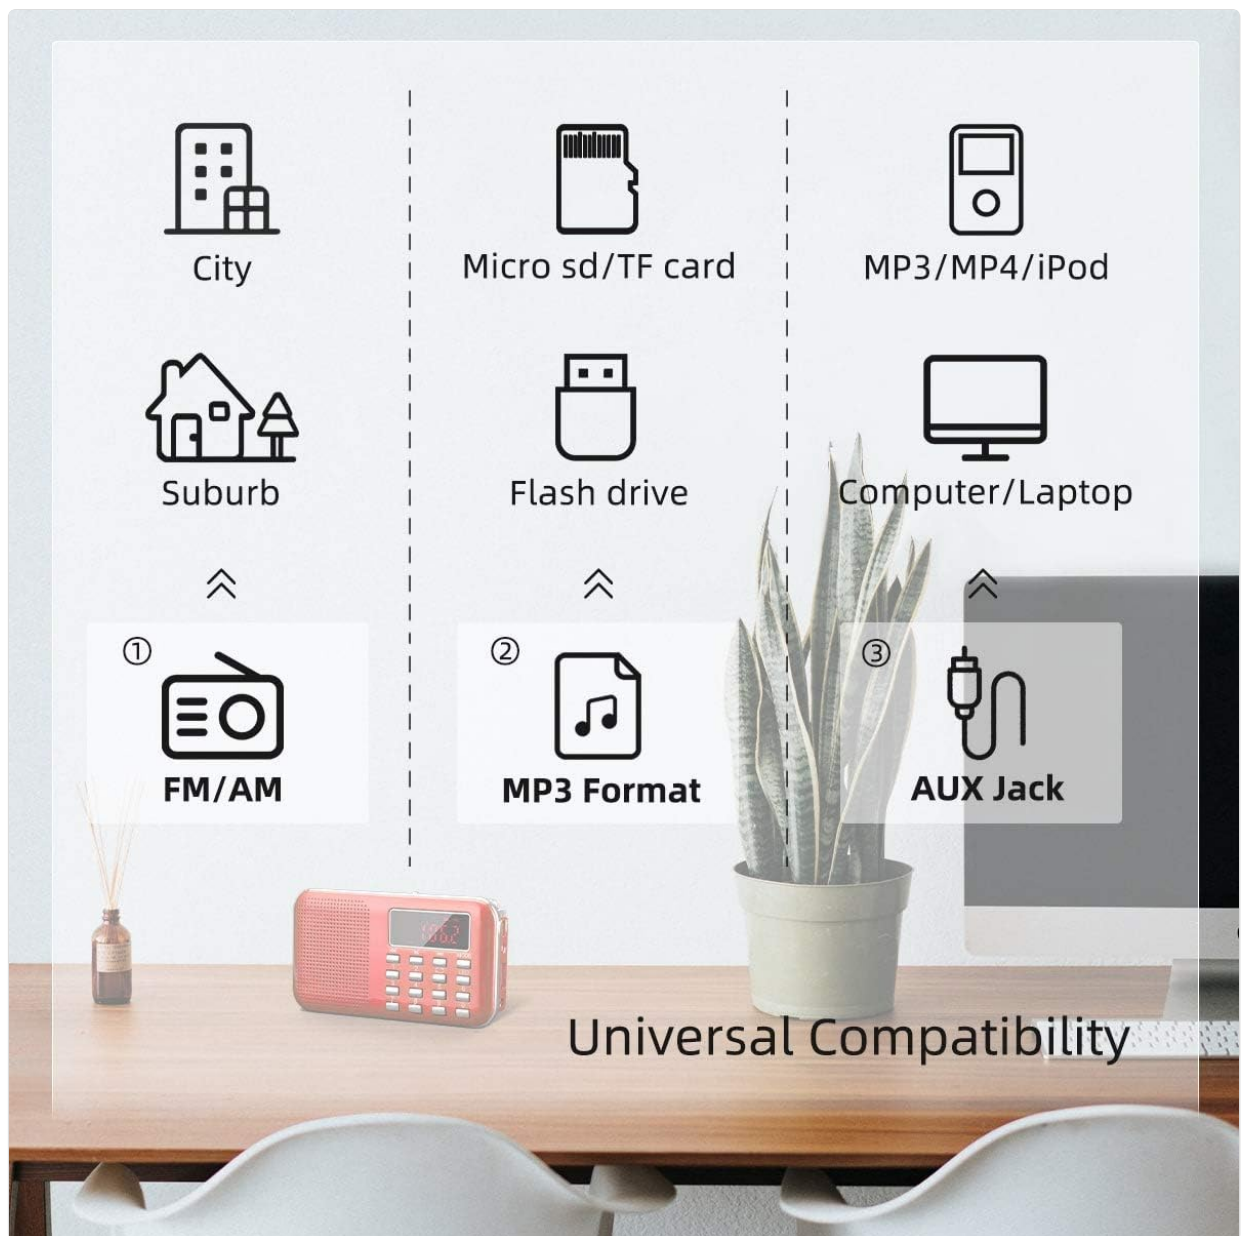 City
Micro sd/TF card
MP3/MP4/iPod
Suburb
Flash drive
Computer/Laptop
①
②
③
FM/AM
MP3 Format
AUX Jack
Universal Compatibility